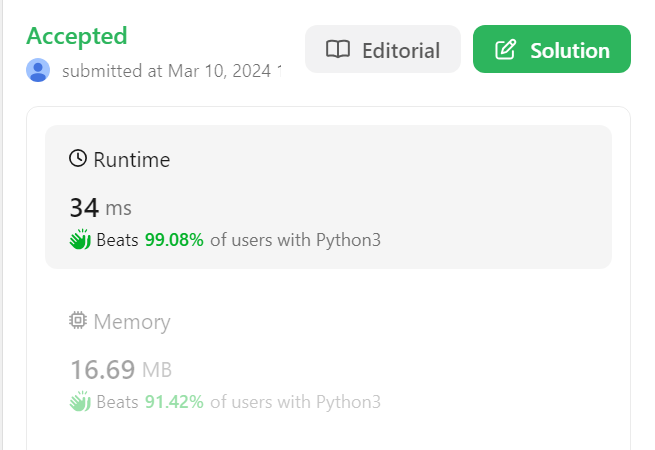 Accepted
Editorial
Solution
submitted at Mar 10, 2024
Runtime
34 ms
Beats 99.08% of users with Python3
Memory
16.69 MB
Beats 91.42% of users with Python3